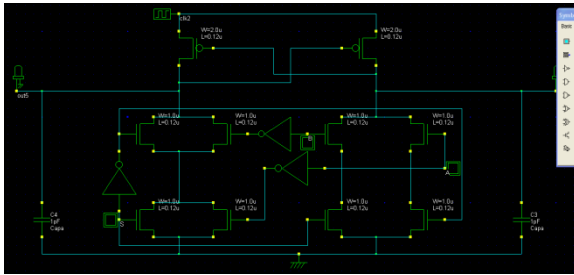 clk2
Symbol
W=2.0u
L=0.12u
W=2.0u
L=0.12u
out5
W=1.0u
L=0.12u
W=1.0u
L=0.12u
W=1.0u
L=0.12u
W=1.0u
L=0.12u
B
A
W=1.0u
L=0.12u
W=1.0u
L=0.12u
W=1.0u
L=0.12u
W=1.0u
L=0.12u
S
C4
1pF
Capa
C3
1pF
Capa